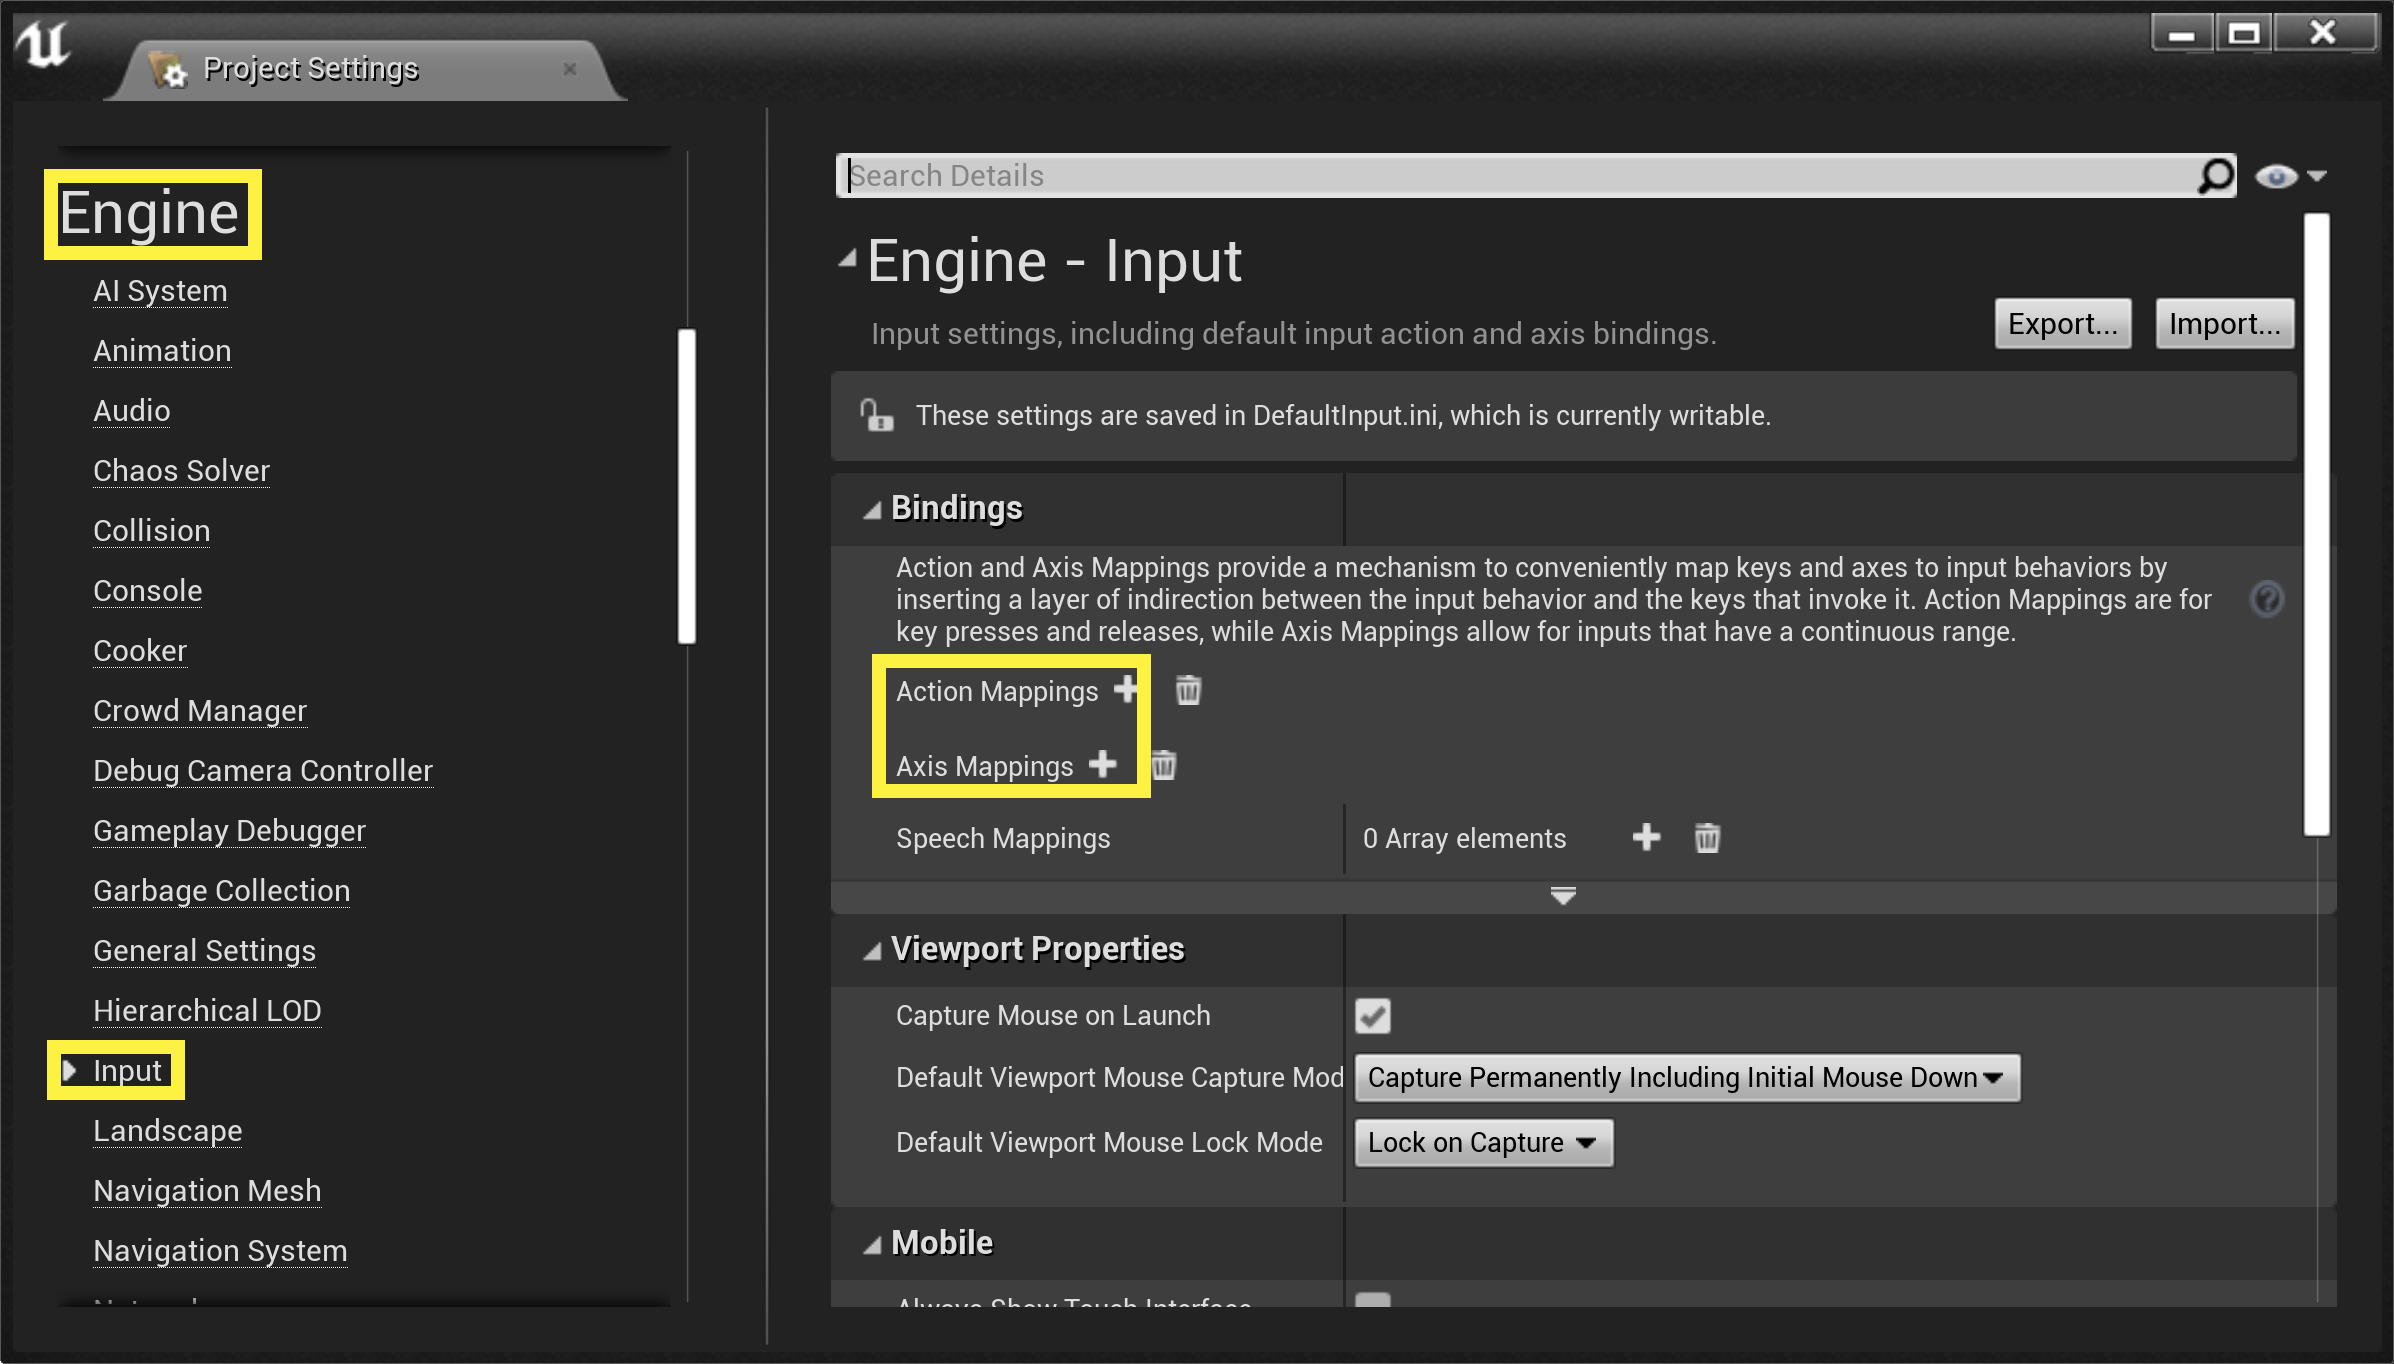 Project Settings
Engine
AI System
Animation
Audio
Chaos Solver
Collision
Console
Cooker
Crowd Manager
Debug Camera Controller
Gameplay Debugger
Garbage Collection
General Settings
Hierarchical LOD
Input
Landscape
Navigation Mesh
Navigation System
Search Details
Engine - Input
Input settings, including default input action and axis bindings.
Export...
Import...
These settings are saved in DefaultInput.ini, which is currently writable.
Bindings
Action and Axis Mappings provide a mechanism to conveniently map keys and axes to input behaviors by
inserting a layer of indirection between the input behavior and the keys that invoke it. Action Mappings are for
key presses and releases, while Axis Mappings allow for inputs that have a continuous range.
Action Mappings
Axis Mappings
Speech Mappings
0 Array elements
Viewport Properties
Capture Mouse on Launch
Default Viewport Mouse Capture Mod
Capture Permanently Including Initial Mouse Down
Default Viewport Mouse Lock Mode
Lock on Capture
Mobile
Always Show Touch Interface